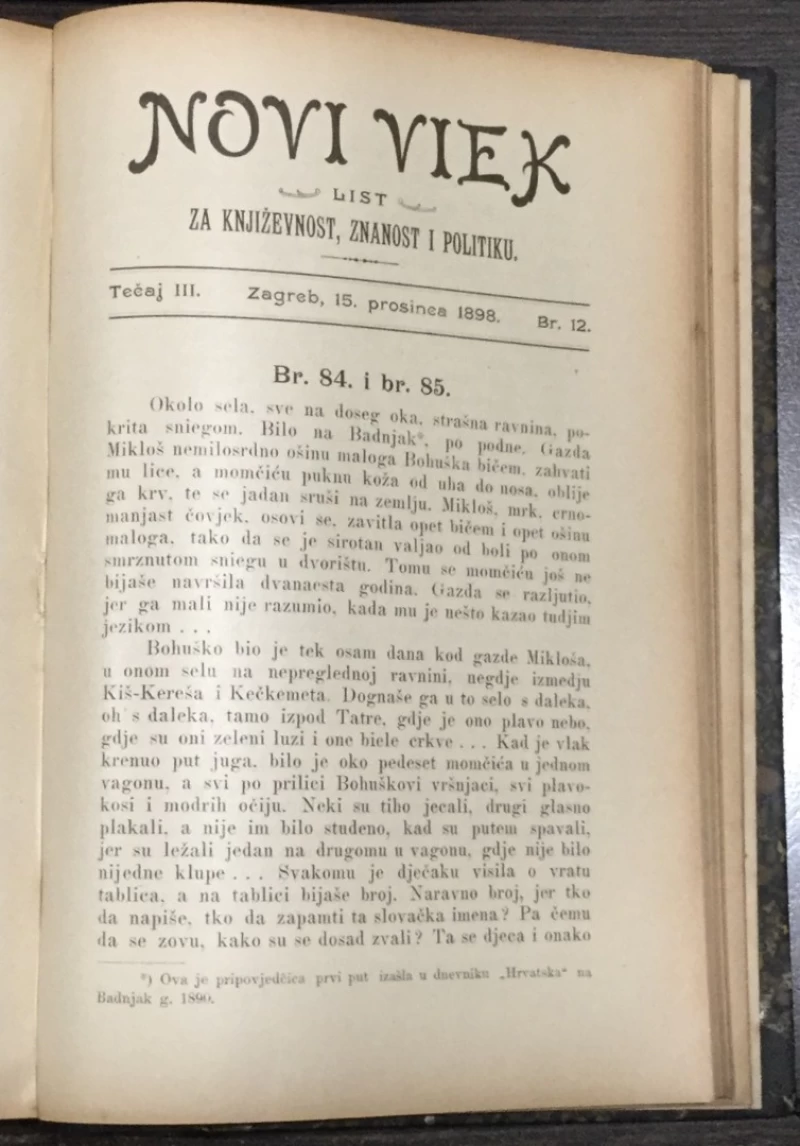 NOVI VIEK
LIST
ZA KNJIŽEVNOST, ZNANOST I POLITIKU.
Tečaj III. Zagreb, 15. prosinca 1898. Br. 12.
Br. 84. i br. 85.
Okolo sela, sve na doseg oka, strašna ravnina, po-
krita sniegom. Bilo na Badnjak*, po podne. Gazda
Mikloš nemilosrdno ošinu maloga Bohuška bičem, zahvati
mu lice, a momčiću puknu koža od uha do nosa, oblije
ga krv, te se jadan sruši na zemlju. Mikloš, mrk, crno-
manjast čovjek, osovi se, zavitla opet bičem i opet ošinu
maloga, tako da se je sirotan valjao od boli po onom
smrznutom sniegu u dvorištu. Tomu se momčiću još ne
bijaše navršila dvanaesta godina. Gazda se razljutio,
jer ga mali nije razumio, kada mu je nešto kazao tudjim
jezikom . . .
Bohuško bio je tek osam dana kod gazde Mikloša,
u onom selu na nepreglednoj ravnini, negdje izmedju
Kiš-Kereša i Kečkemeta. Dognaše ga u to selo s daleka,
oh s daleka, tamo izpod Tatre, gdje je ono plavo nebo,
gdje su oni zeleni luzi i one biele crkve . . . Kad je vlak
krenuo put juga, bilo je oko pedeset momčića u jednom
vagonu, a svi po prilici Bohuškovi vršnjaci, svi plavo-
kosi i modrih očiju. Neki su tiho jecali, drugi glasno
plakali, a nije im bilo studeno, kad su putem spavali,
jer su ležali jedan na drugomu u vagonu, gdje nije bilo
nijedne klupe . . . Svakomu je dječaku visila o vratu
tablica, a na tablici bijaše broj. Naravno broj, jer tko
da napiše, tko da zapamti ta slovačka imena? Pa čemu
da se zovu, kako su se dosad zvali? Ta se djeca i onako
*) Ova je pripovjedčica prvi put izašla u dnevniku „Hrvatska“ na
Badnjak g. 1890.